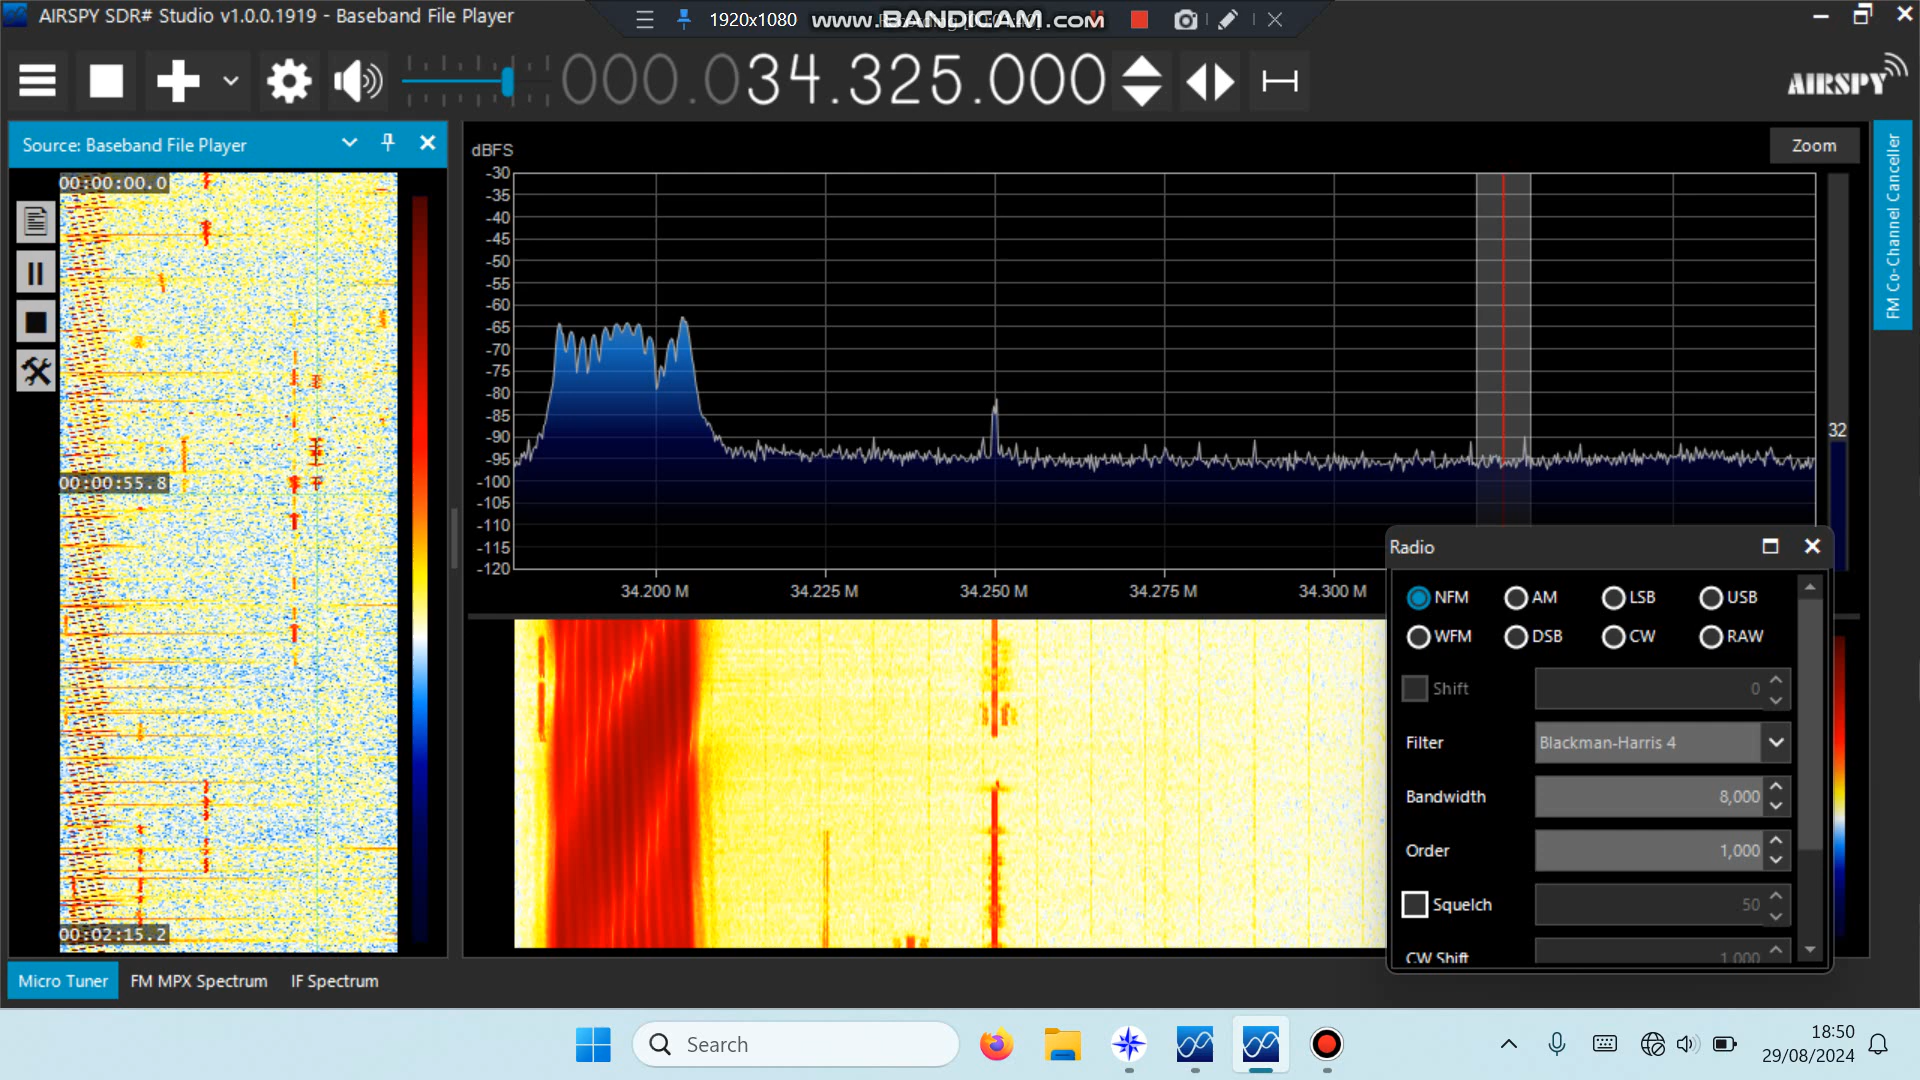 AIRSPY SDR# Studio v1.0.0.1919 - Baseband File Player
1920x1080
www.BANDICAM.com
000.034.325.000
AIRSPY
Source: Baseband File Player
00:00:00.0
00:00:55.8
00:02:15.2
Micro Tuner
FM MPX Spectrum
IF Spectrum
dBFS
Zoom
-30
-35
-40
-45
-50
-55
-60
-65
-70
-75
-80
-85
-90
-95
-100
-105
-110
-115
-120
34.200 M
34.225 M
34.250 M
34.275 M
34.300 M
32
FM Co-Channel Canceller
Radio
NFM AM LSB USB
WFM DSB CW RAW
Shift 0
Filter Blackman-Harris 4
Bandwidth 8,000
Order 1,000
Squelch 50
CW Shift 1,000
Search
18:50
29/08/2024